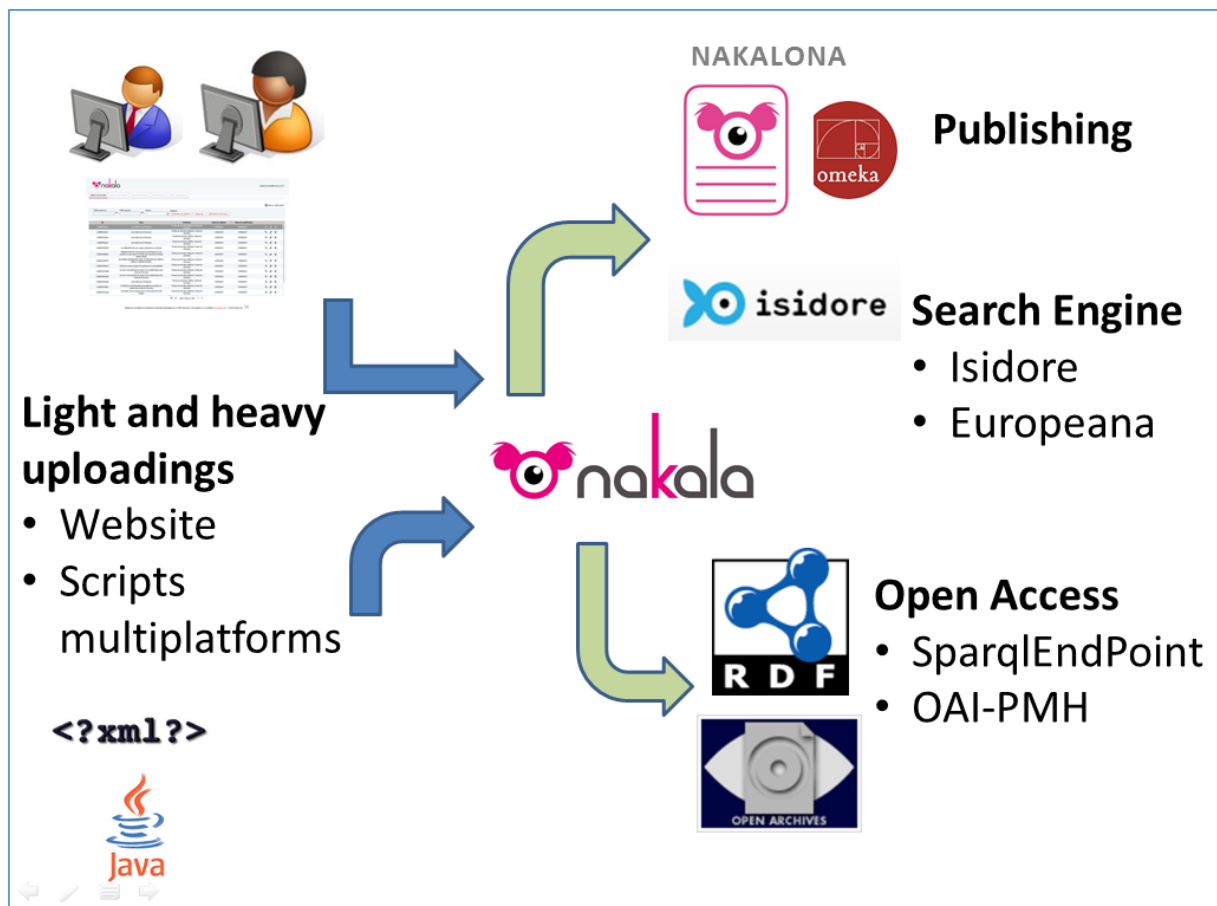 nakala
Light and heavy
uploadings
• Website
• Scripts
multiplatforms
<?xml?>
Java
nakala
NAKALONA
omeka
Publishing
isidore
Search Engine
• Isidore
• Europeana
RDF
OPEN ARCHIVES
Open Access
• SparqlEndPoint
• OAI-PMH